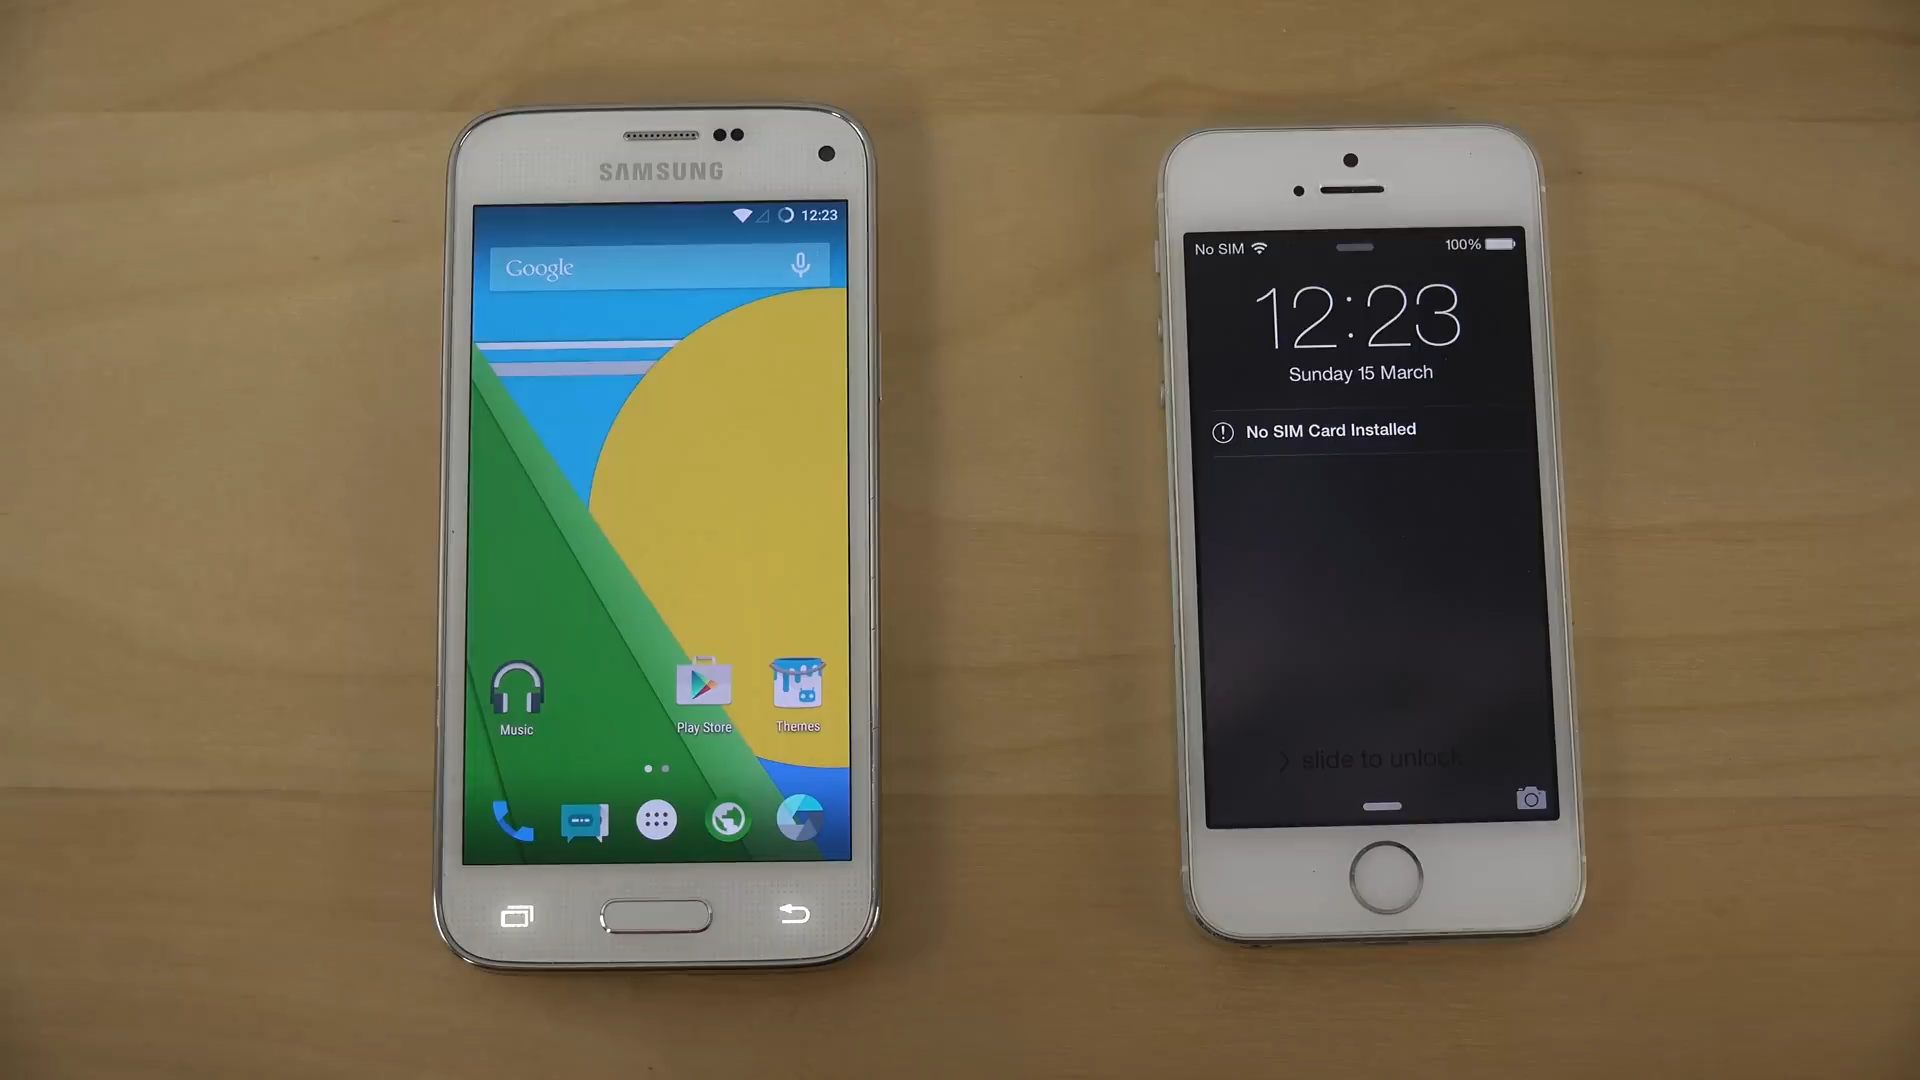 SAMSUNG
12:23
Google
Music
Play Store
Themes
No SIM
100%
12:23
Sunday 15 March
No SIM Card Installed
slide to unlock